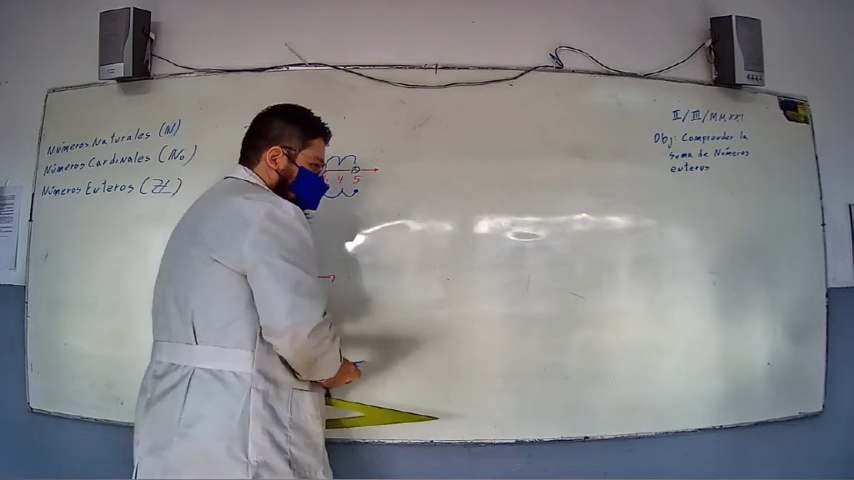 Números Naturales (N)
Números Cardinales (N₀)
Números Enteros (Z)
4 5
II/III/MMXXI
Obj: Comprender la
suma de Números
enteros